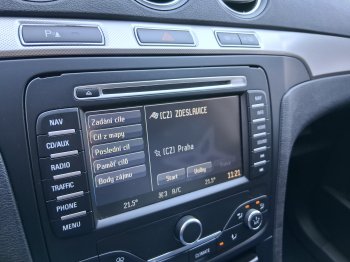 P
NAV
CD/AUX
RADIO
TRAFFIC
PHONE
MENU
Zadání cíle
Cíl z mapy
Poslední cíl
Paměť cílů
Body zájmu
(CZ) ZDESLAVICE
(CZ) Praha
Start
Volby
21.5°
A/C
21.5°
11:21
CLIMATE